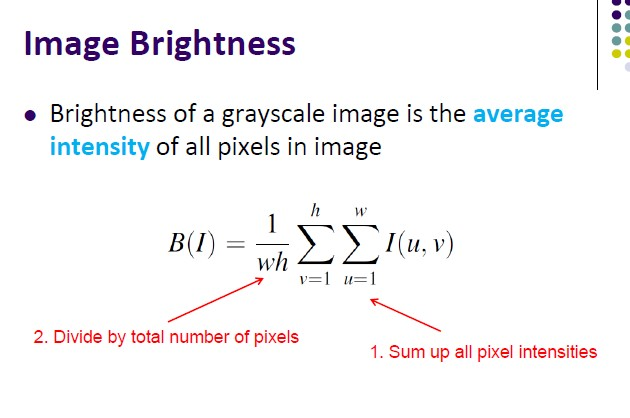 Image Brightness
● Brightness of a grayscale image is the average
intensity of all pixels in image
B(I) = \frac{1}{wh} \sum_{v=1}^{h} \sum_{u=1}^{w} I(u, v)
2. Divide by total number of pixels
1. Sum up all pixel intensities